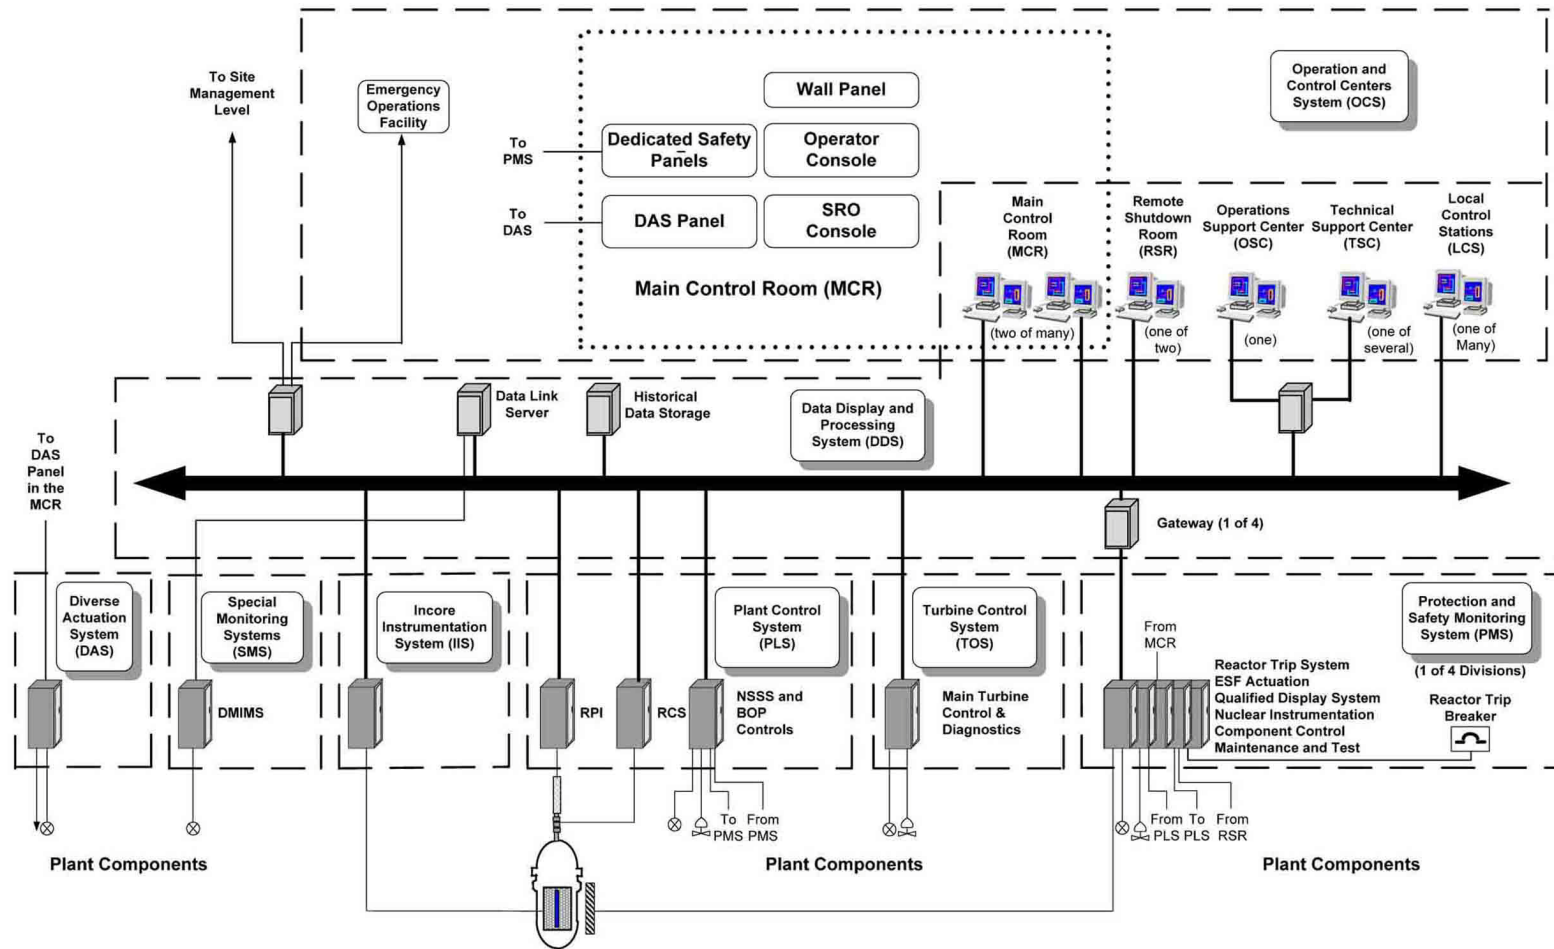 To Site
Management
Level
Emergency
Operations
Facility
Wall Panel
To
PMS
Dedicated Safety
Panels
Operator
Console
To
DAS
DAS Panel
SRO
Console
Main Control Room (MCR)
Operation and
Control Centers
System (OCS)
Main
Control
Room
(MCR)
Remote
Shutdown
Room
(RSR)
Operations
Support Center
(OSC)
Technical
Support Center
(TSC)
Local
Control
Stations
(LCS)
(two of many)
(one of
two)
(one)
(one of
several)
(one of
Many)
Data Link
Server
Historical
Data Storage
Data Display and
Processing
System (DDS)
To
DAS
Panel
in the
MCR
Gateway (1 of 4)
Diverse
Actuation
System
(DAS)
Special
Monitoring
Systems
(SMS)
Incore
Instrumentation
System (IIS)
Plant Control
System
(PLS)
Turbine Control
System
(TOS)
Protection and
Safety Monitoring
System (PMS)
(1 of 4 Divisions)
From
MCR
DMIMS
RPI
RCS
NSSS and
BOP
Controls
Main Turbine
Control &
Diagnostics
Reactor Trip System
ESF Actuation
Qualified Display System
Nuclear Instrumentation
Component Control
Maintenance and Test
Reactor Trip
Breaker
To
PMS
From
PMS
From
PLS
To
PLS
From
RSR
Plant Components
Plant Components
Plant Components